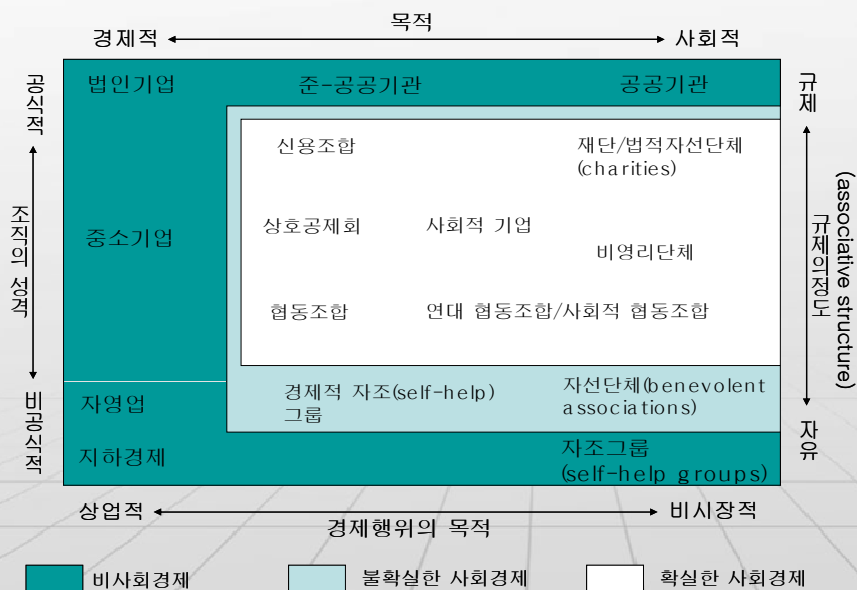 목적
경제적
사회적
법인기업
준-공공기관
공공기관
공식적
규제
신용조합
재단/법적자선단체
(charities)
조직의 성격
중소기업
상호공제회
사회적 기업
비영리단체
규제의정도
(associative structure)
협동조합
연대 협동조합/사회적 협동조합
비공식적
자영업
경제적 자조(self-help)
그룹
자선단체(benevolent
associations)
자유
지하경제
자조그룹
(self-help groups)
상업적
경제행위의 목적
비시장적
비사회경제
불확실한 사회경제
확실한 사회경제